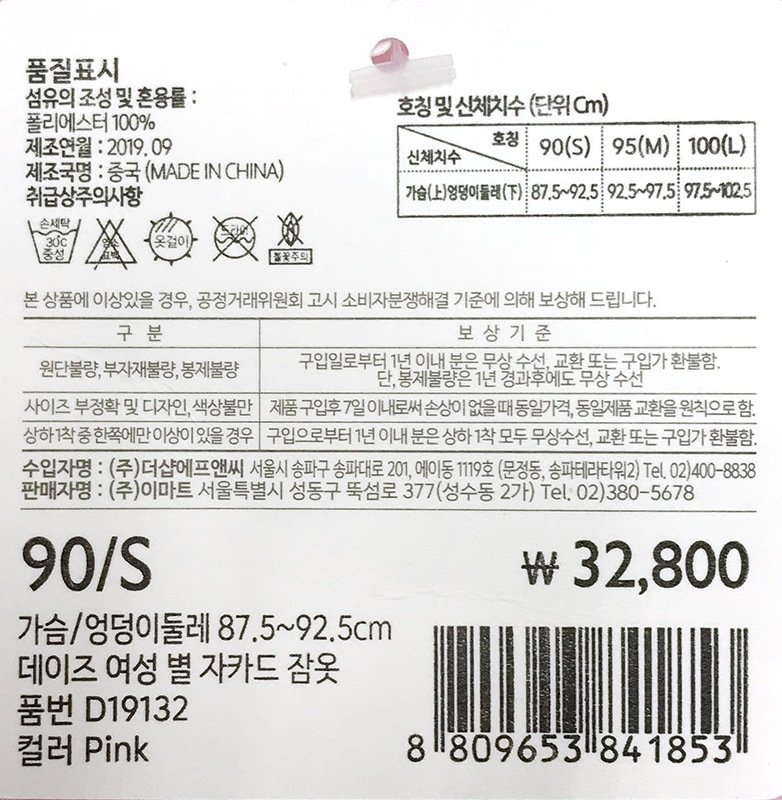 품질표시
섬유의 조성 및 혼용률 :
폴리에스터 100%
제조연월 : 2019. 09
제조국명 : 중국 (MADE IN CHINA)
취급상주의사항
손세탁
30℃
중성
염소
표백
옷걸이
드라이
불꽃주의
호칭 및 신체치수 (단위 Cm)
호칭 90(S) 95(M) 100(L)
신체치수
가슴(上)엉덩이둘레(下) 87.5~92.5 92.5~97.5 97.5~102.5
본 상품에 이상있을 경우, 공정거래위원회 고시 소비자분쟁해결 기준에 의해 보상해 드립니다.
구 분 보 상 기 준
원단불량, 부자재불량, 봉제불량 구입일로부터 1년 이내 분은 무상 수선, 교환 또는 구입가 환불함.
단, 봉제불량은 1년 경과후에도 무상 수선
사이즈 부정확 및 디자인, 색상불만 제품 구입후 7일 이내로써 손상이 없을 때 동일가격, 동일제품 교환을 원칙으로 함.
상하 1착 중 한쪽에만 이상이 있을 경우 구입으로부터 1년 이내 분은 상하 1착 모두 무상수선, 교환 또는 구입가 환불함.
수입자명 : (주)더샵에프앤씨 서울시 송파구 송파대로 201, 에이동 1119호 (문정동, 송파테라타워2) Tel. 02)400-8838
판매자명 : (주)이마트 서울특별시 성동구 뚝섬로 377(성수동 2가) Tel. 02)380-5678
90/S ₩ 32,800
가슴/엉덩이둘레 87.5~92.5cm
데이즈 여성 별 자카드 잠옷
품번 D19132
컬러 Pink
8 809653 841853